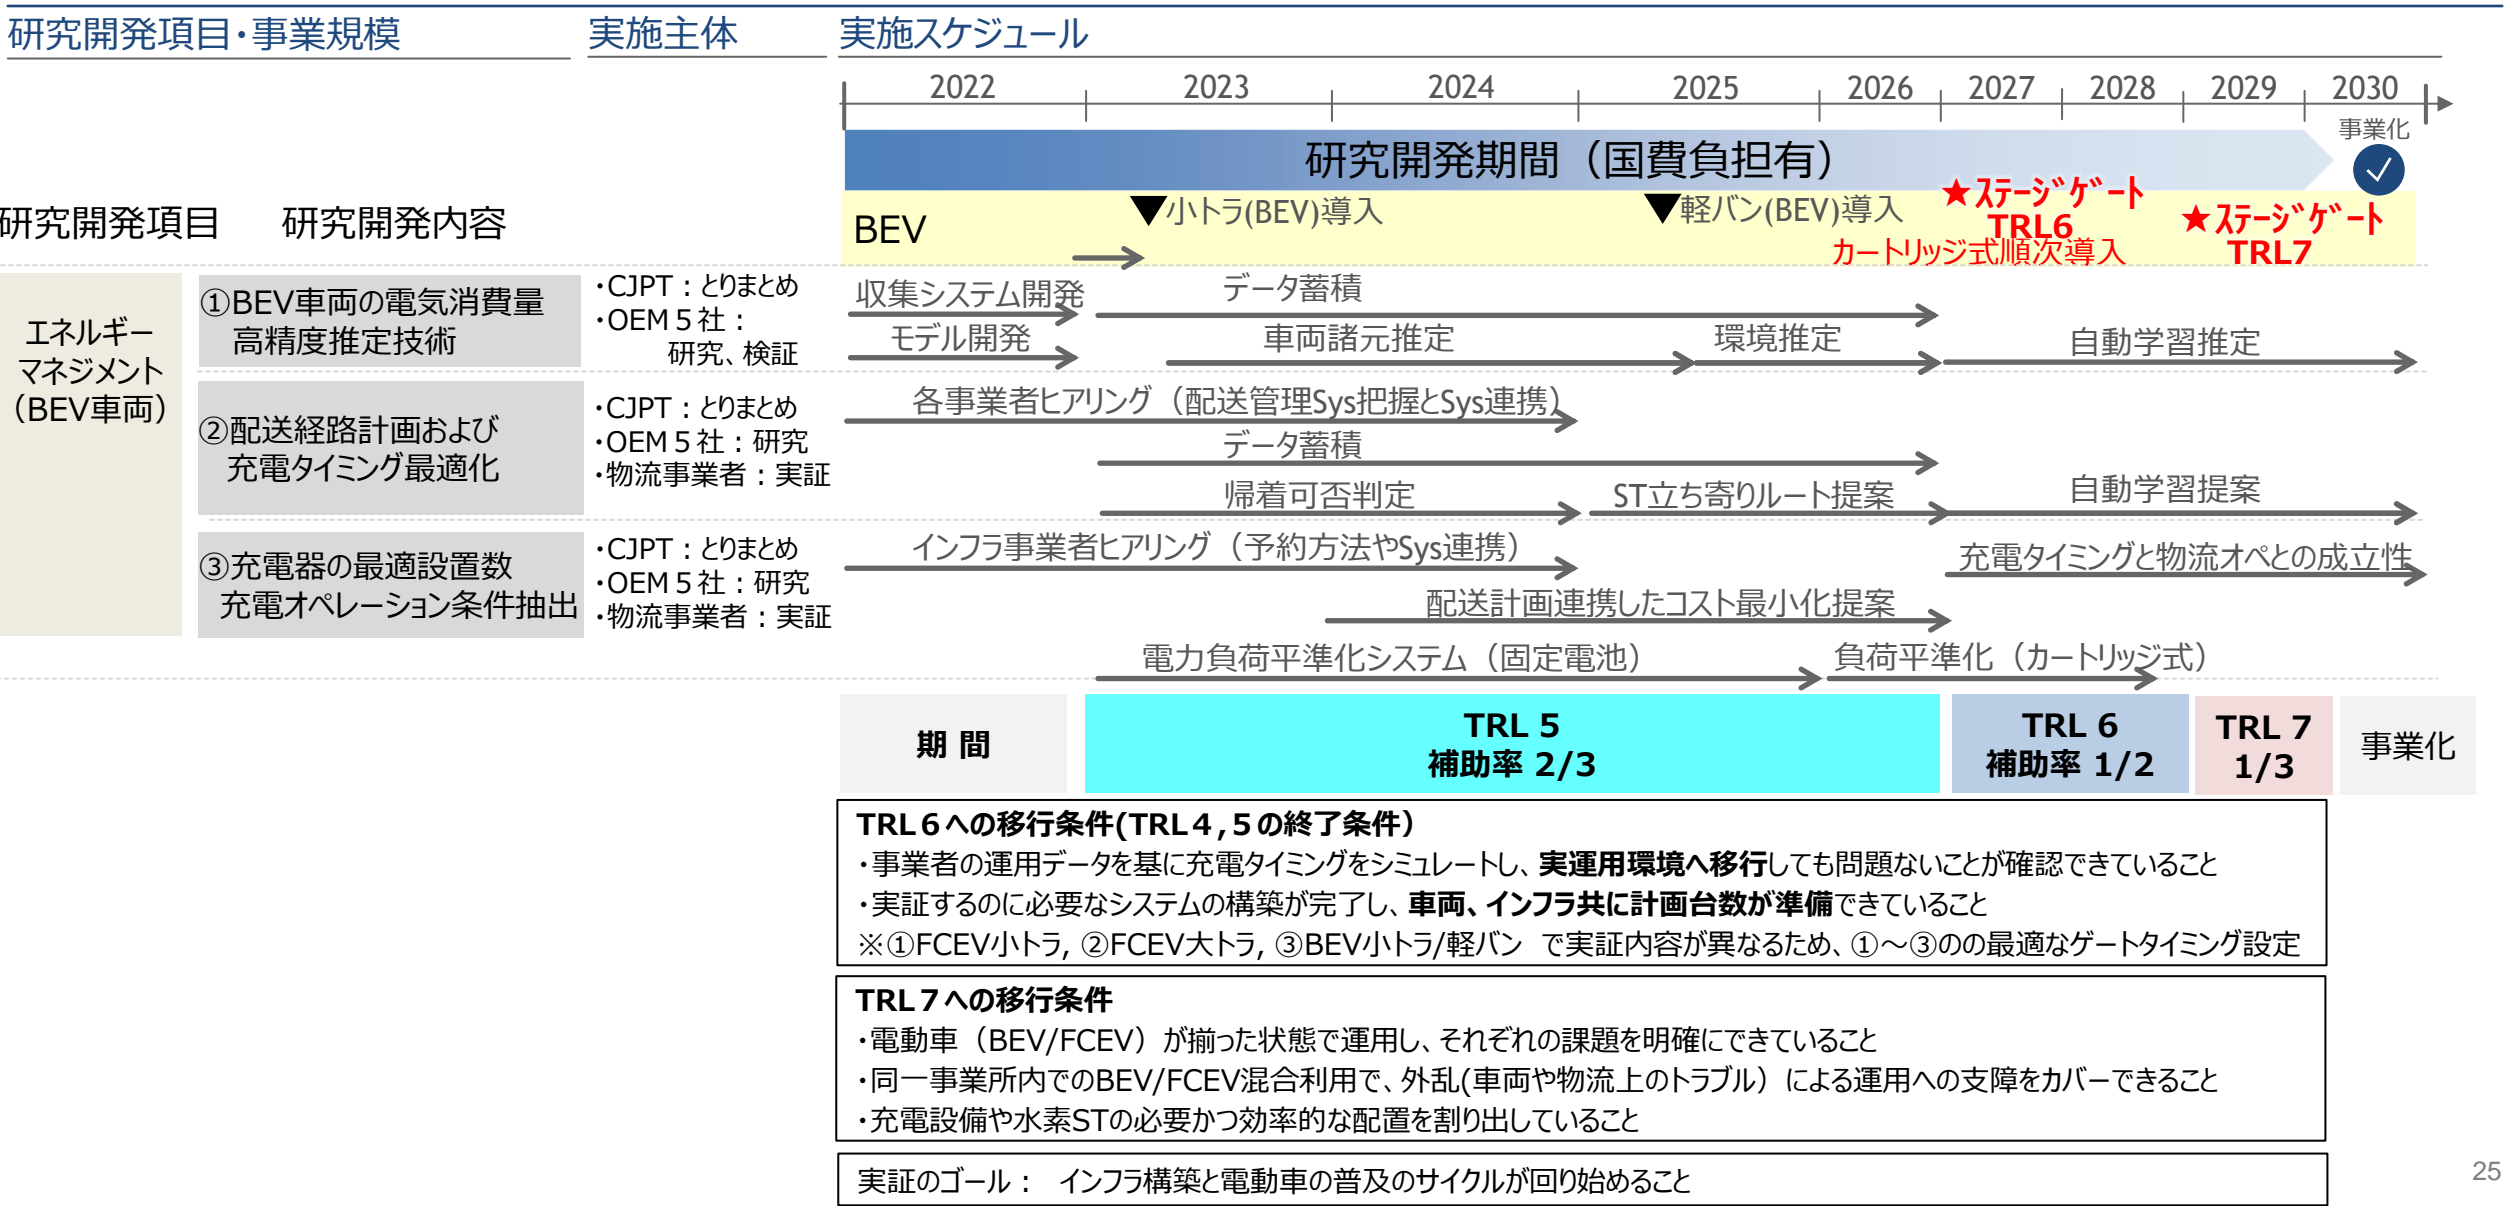 研究開発項目・事業規模
実施主体
実施スケジュール
2022 2023 2024 2025 2026 2027 2028 2029 2030
研究開発期間（国費負担有）
事業化
研究開発項目
研究開発内容
BEV
▼小トラ(BEV)導入
▼軽バン(BEV)導入
★ｽﾃｰｼﾞｹﾞｰﾄ
TRL6
カートリッジ式順次導入
★ｽﾃｰｼﾞｹﾞｰﾄ
TRL7
エネルギー
マネジメント
（BEV車両）
①BEV車両の電気消費量
高精度推定技術
・CJPT：とりまとめ
・OEM５社：
研究、検証
収集システム開発
データ蓄積
モデル開発
車両諸元推定
環境推定
自動学習推定
②配送経路計画および
充電タイミング最適化
・CJPT：とりまとめ
・OEM５社：研究
・物流事業者：実証
各事業者ヒアリング（配送管理Sys把握とSys連携）
データ蓄積
帰着可否判定
ST立ち寄りルート提案
自動学習提案
③充電器の最適設置数
充電オペレーション条件抽出
・CJPT：とりまとめ
・OEM５社：研究
・物流事業者：実証
インフラ事業者ヒアリング（予約方法やSys連携）
充電タイミングと物流オペとの成立性
配送計画連携したコスト最小化提案
電力負荷平準化システム（固定電池）
負荷平準化（カートリッジ式）
期 間
TRL 5
補助率 2/3
TRL 6
補助率 1/2
TRL 7
1/3
事業化
TRL６への移行条件(TRL４,５の終了条件）
・事業者の運用データを基に充電タイミングをシミュレートし、実運用環境へ移行しても問題ないことが確認できていること
・実証するのに必要なシステムの構築が完了し、車両、インフラ共に計画台数が準備できていること
※①FCEV小トラ, ②FCEV大トラ, ③BEV小トラ/軽バン で実証内容が異なるため、①～③のの最適なゲートタイミング設定
TRL７への移行条件
・電動車（BEV/FCEV）が揃った状態で運用し、それぞれの課題を明確にできていること
・同一事業所内でのBEV/FCEV混合利用で、外乱(車両や物流上のトラブル）による運用への支障をカバーできること
・充電設備や水素STの必要かつ効率的な配置を割り出していること
実証のゴール： インフラ構築と電動車の普及のサイクルが回り始めること
25